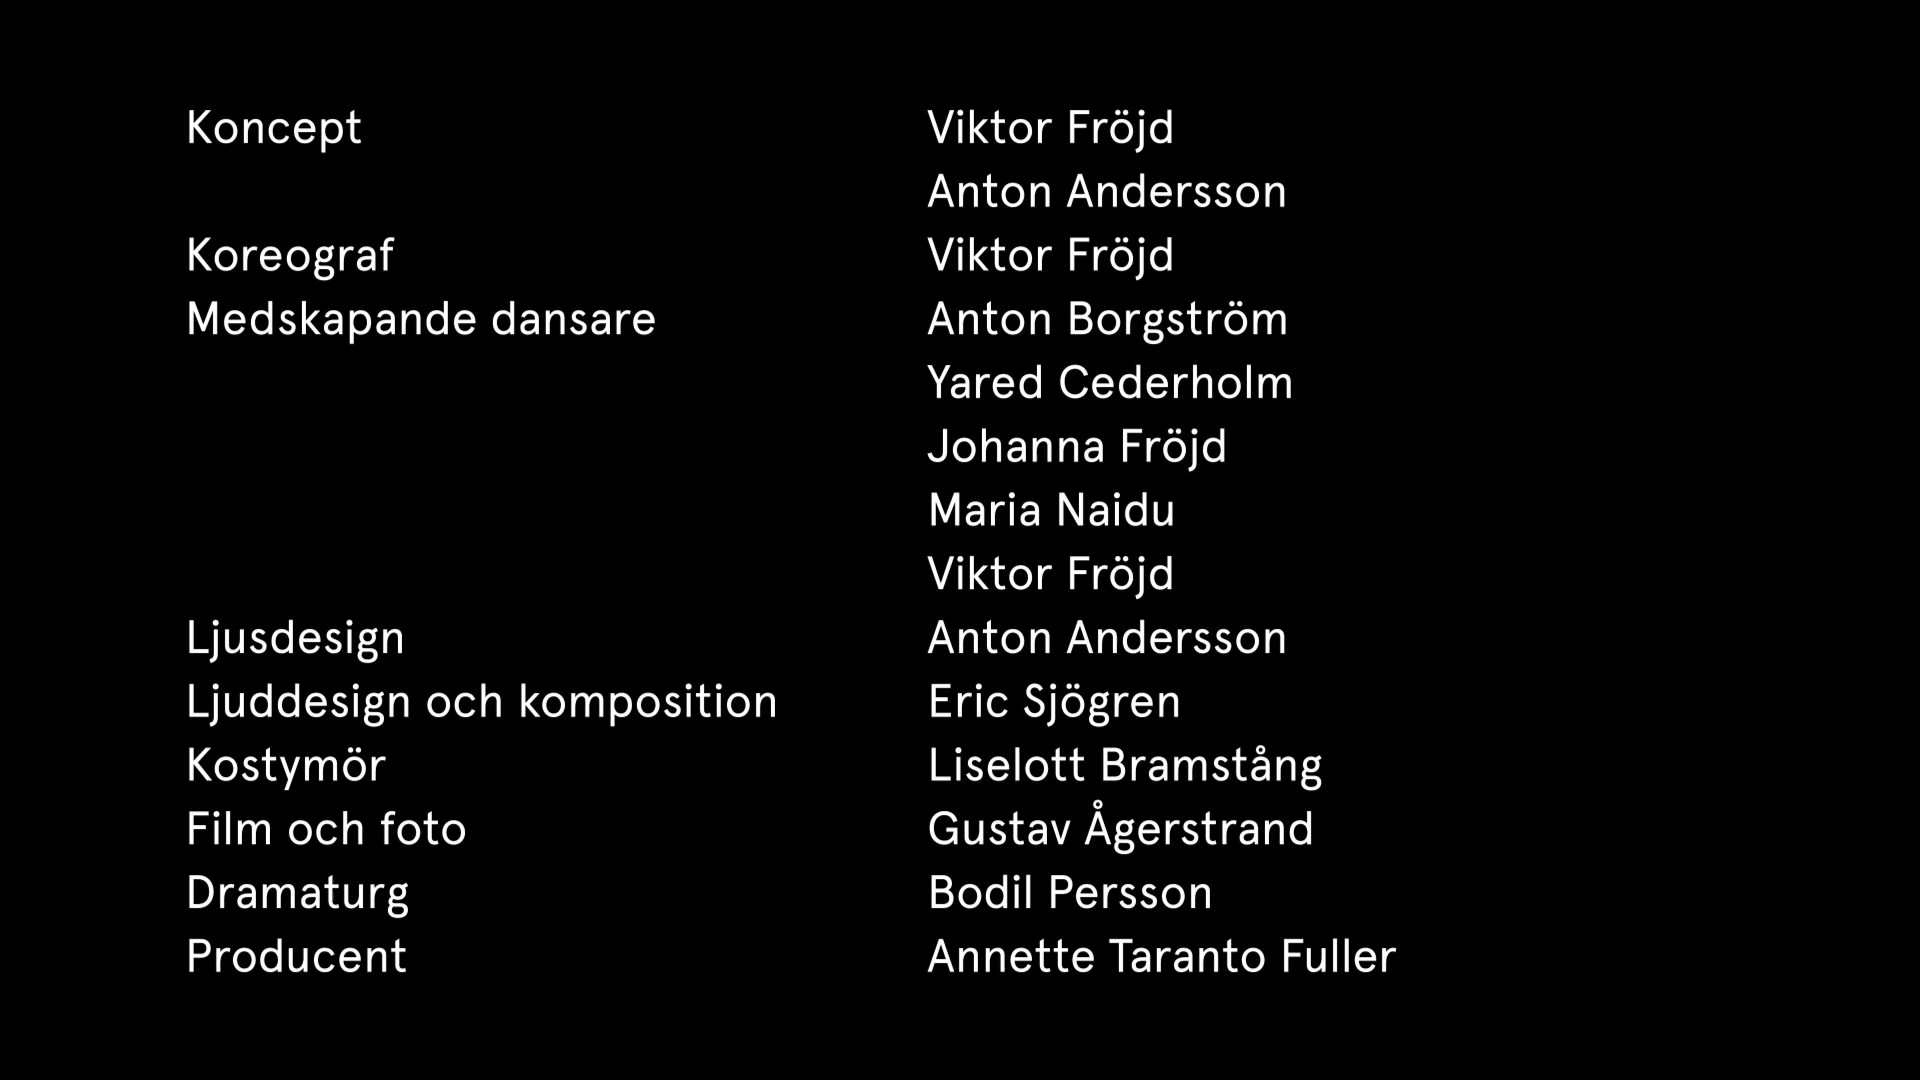 Koncept Viktor Fröjd
Anton Andersson
Koreograf Viktor Fröjd
Medskapande dansare Anton Borgström
Yared Cederholm
Johanna Fröjd
Maria Naidu
Viktor Fröjd
Ljusdesign Anton Andersson
Ljuddesign och komposition Eric Sjögren
Kostymör Liselott Bramstång
Film och foto Gustav Ågerstrand
Dramaturg Bodil Persson
Producent Annette Taranto Fuller